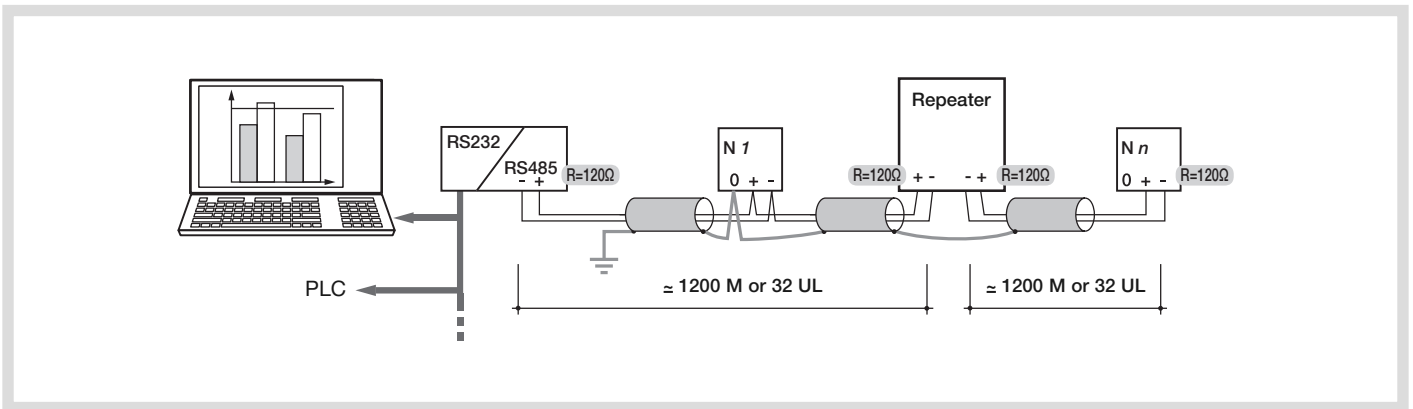 Repeater
RS232
RS485
- +
R=120Ω
N 1
0 + -
R=120Ω
+ -
- +
R=120Ω
N n
0 + -
R=120Ω
≃ 1200 M or 32 UL
≃ 1200 M or 32 UL
PLC